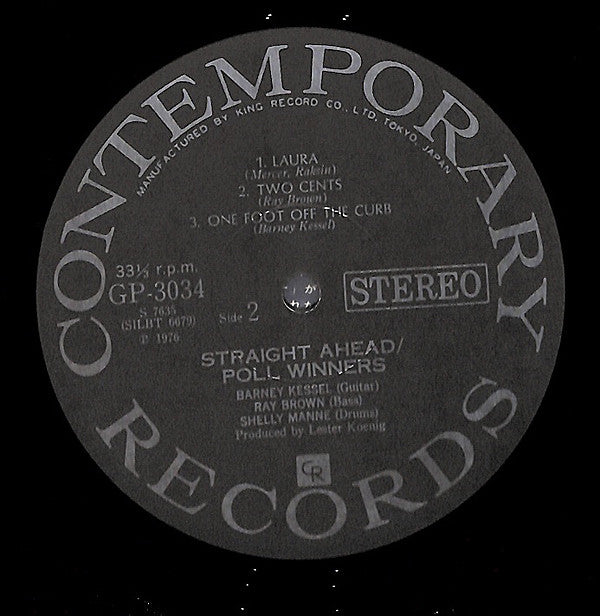 CONTEMPORARY
MANUFACTURED BY KING RECORD CO., LTD, TOKYO, JAPAN
1. LAURA
(Mercer, Raksin)
2. TWO CENTS
(Ray Brown)
3. ONE FOOT OFF THE CURB
(Barney Kessel)
33⅓ r.p.m.
GP-3034
STEREO
S 7635
(SILBT 6679)
Side 2
℗ 1976
STRAIGHT AHEAD/
POLL WINNERS
BARNEY KESSEL (Guitar)
RAY BROWN (Bass)
SHELLY MANNE (Drums)
Produced by Lester Koenig
CR
RECORDS